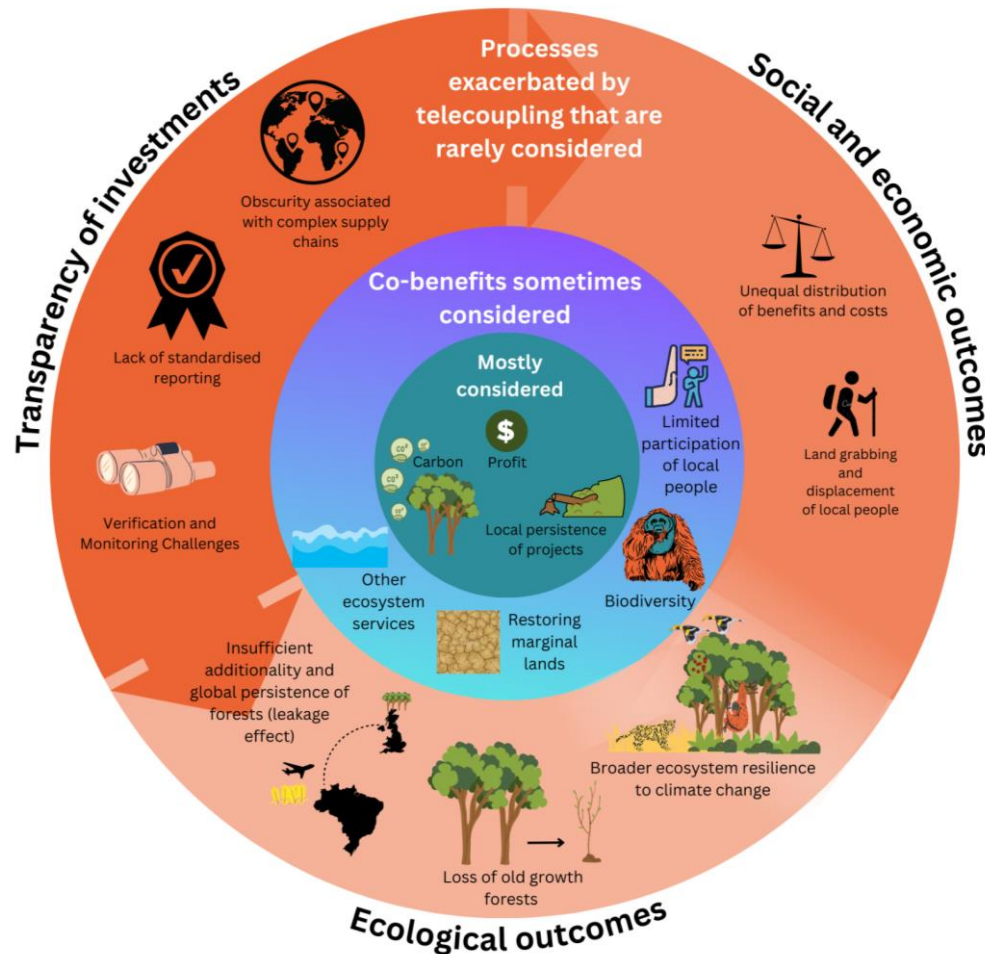 Processes
exacerbated by
telecoupling that are
rarely considered
Transparency of investments
Social and economic outcomes
Ecological outcomes
Obscurity associated
with complex supply
chains
Lack of standardised
reporting
Verification and
Monitoring Challenges
Unequal distribution
of benefits and costs
Land grabbing
and
displacement
of local people
Co-benefits sometimes
considered
Limited
participation
of local
people
Biodiversity
Restoring
marginal
lands
Other
ecosystem
services
Mostly
considered
$
Profit
Carbon
CO²
CO²
Local persistence
of projects
Insufficient
additionality and
global persistence of
forests (leakage
effect)
Loss of old growth
forests
Broader ecosystem resilience
to climate change